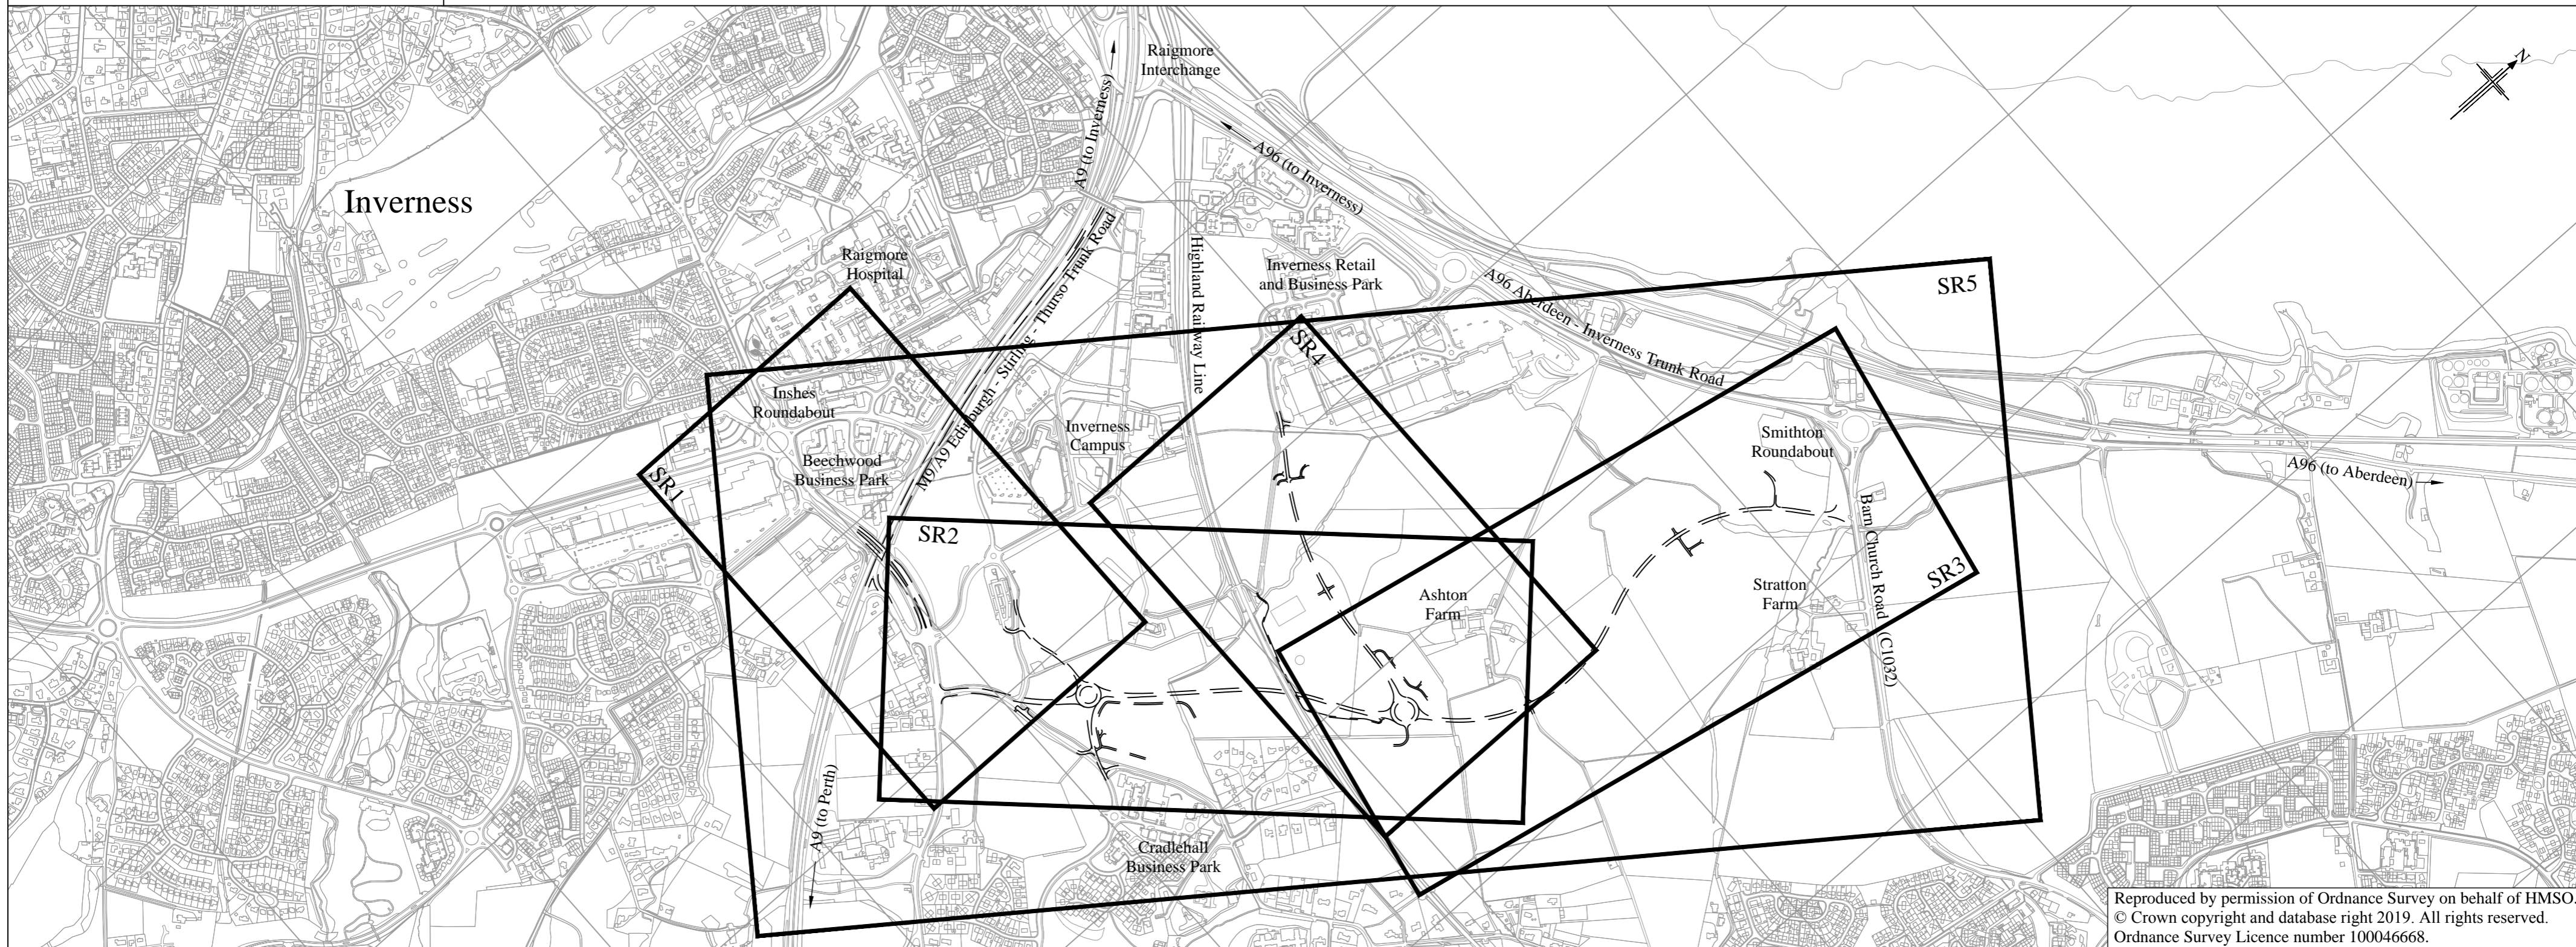 Raigmore
Interchange
N
A9 (to Inverness)
A96 (to Inverness)
Inverness
Raigmore
Hospital
M9/A9 Edinburgh - Stirling - Thurso Trunk Road
Highland Railway Line
Inverness Retail
and Business Park
A96 Aberdeen - Inverness Trunk Road
SR5
SR4
Inshes
Roundabout
Inverness
Campus
Smithton
Roundabout
Beechwood
Business Park
SR1
A96 (to Aberdeen)
SR2
Barn Church Road (C1032)
Ashton
Farm
Stratton
Farm
SR3
A9 (to Perth)
Cradlehall
Business Park
Reproduced by permission of Ordnance Survey on behalf of HMSO.
© Crown copyright and database right 2019. All rights reserved.
Ordnance Survey Licence number 100046668.